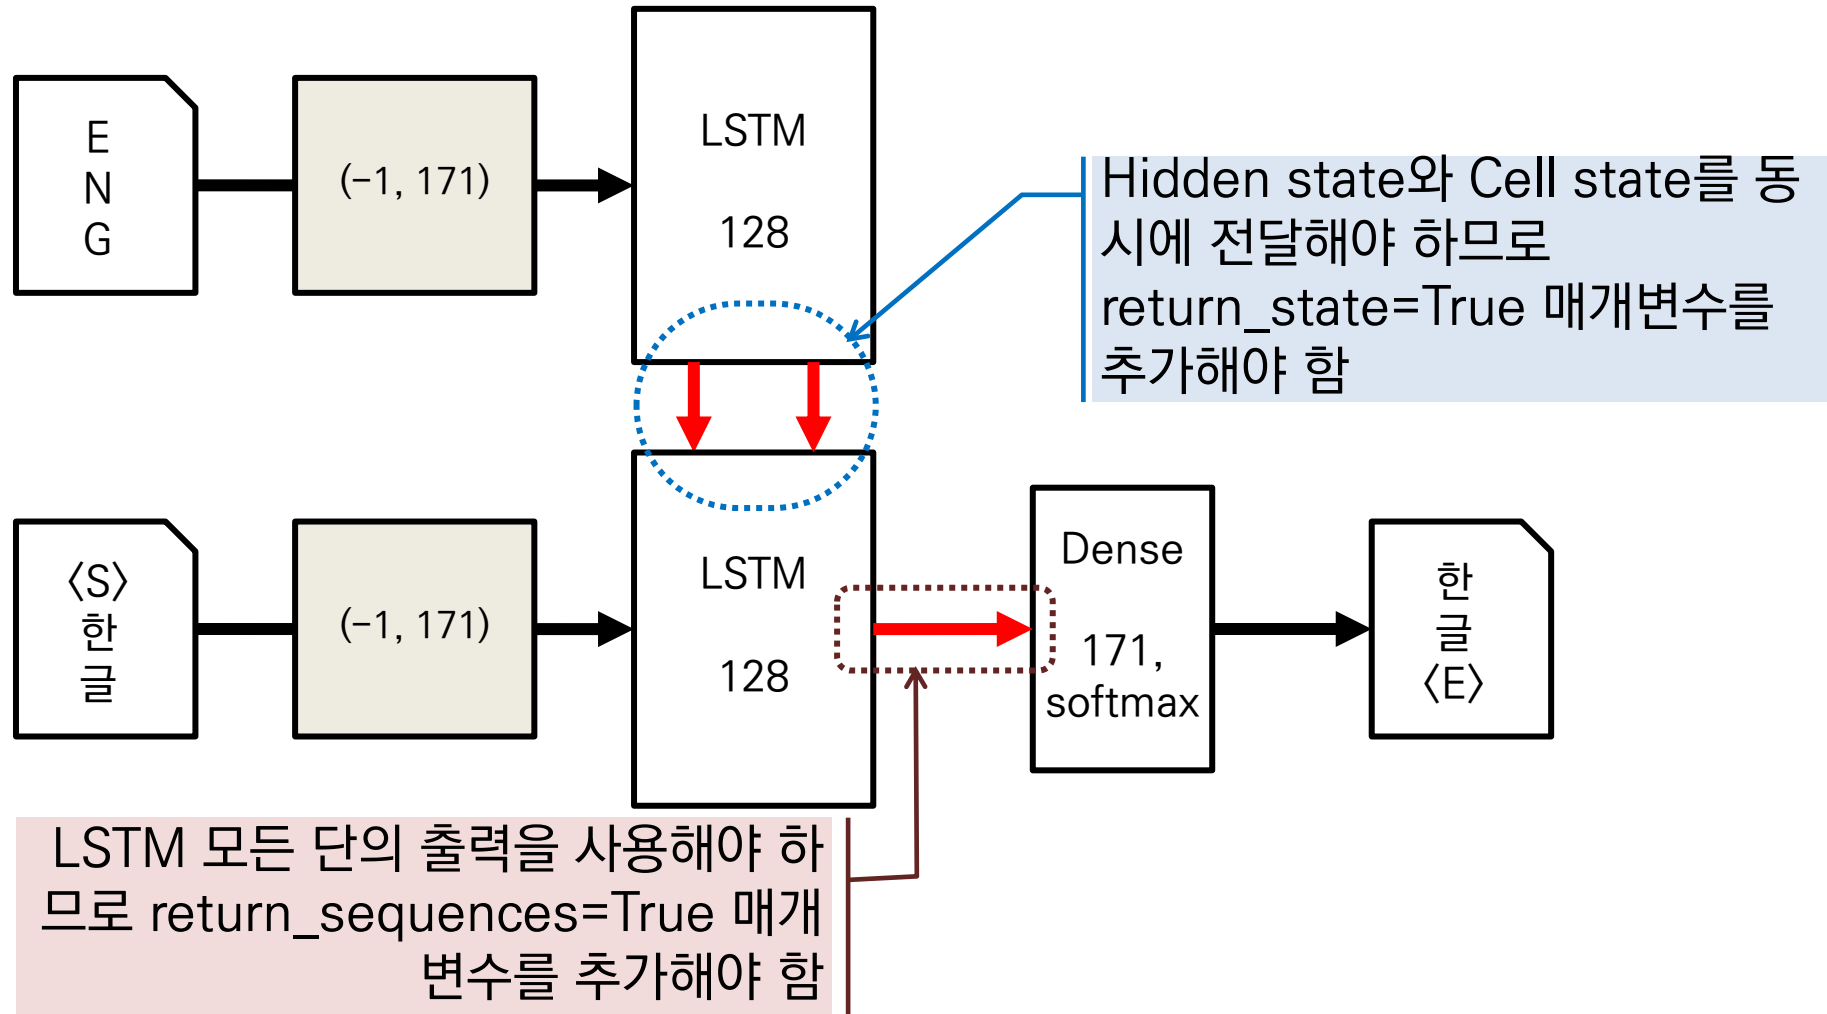 E
N
G
(-1, 171)
LSTM
128
Hidden state와 Cell state를 동
시에 전달해야 하므로
return_state=True 매개변수를
추가해야 함
〈S〉
한
글
(-1, 171)
LSTM
128
Dense
171,
softmax
한
글
〈E〉
LSTM 모든 단의 출력을 사용해야 하
므로 return_sequences=True 매개
변수를 추가해야 함